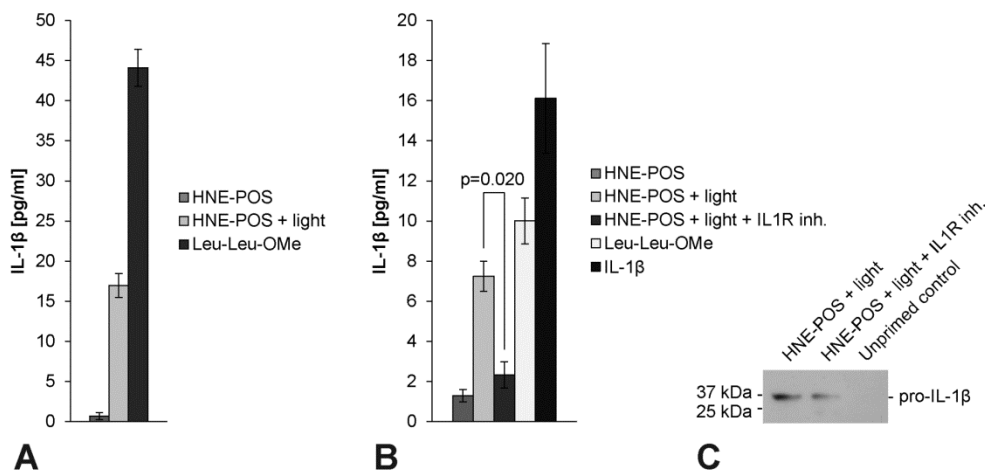 50
45
40
35
30
25
20
15
10
5
0
IL-1β [pg/ml]
HNE-POS
HNE-POS + light
Leu-Leu-OMe
A
20
18
16
14
12
10
8
6
4
2
0
IL-1β [pg/ml]
p=0.020
HNE-POS
HNE-POS + light
HNE-POS + light + IL1R inh.
Leu-Leu-OMe
IL-1β
B
HNE-POS + light
HNE-POS + light + IL1R inh.
Unprimed control
37 kDa -
25 kDa -
- pro-IL-1β
C